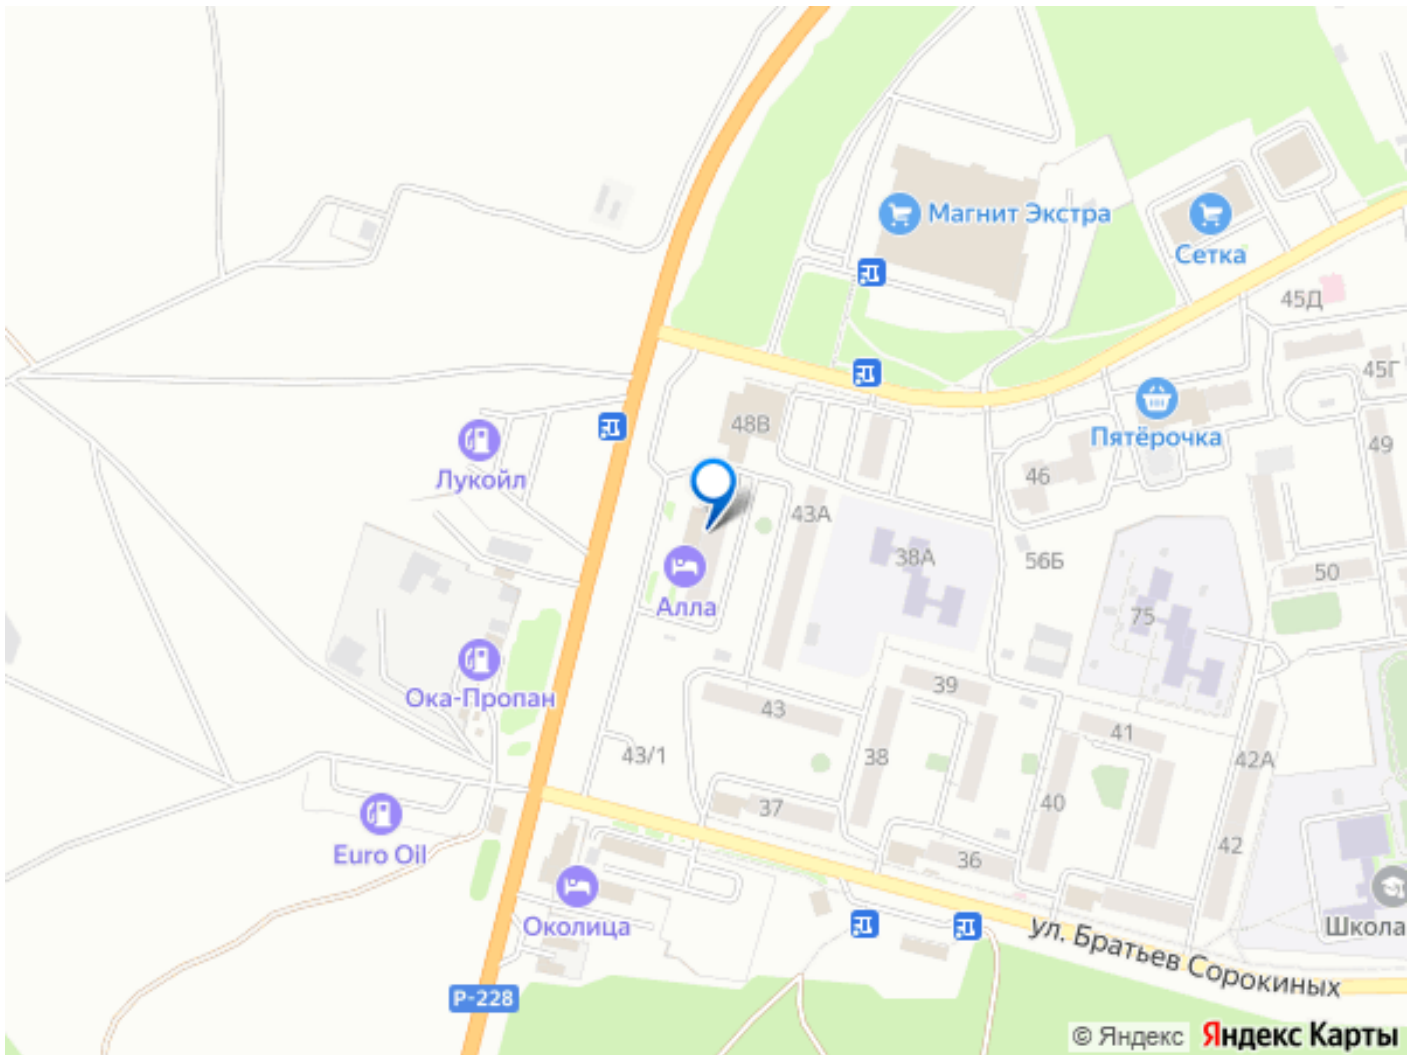 Магнит Экстра
Сетка
45Д
45Г
Пятёрочка
49
48В
46
Лукойл
43А
38А
56Б
50
Алла
75
39
Ока-Пропан
43
41
43/1
38
42А
37
40
Euro Oil
36
42
Околица
ул. Братьев Сорокиных
Школа
Р-228
© Яндекс Яндекс Карты